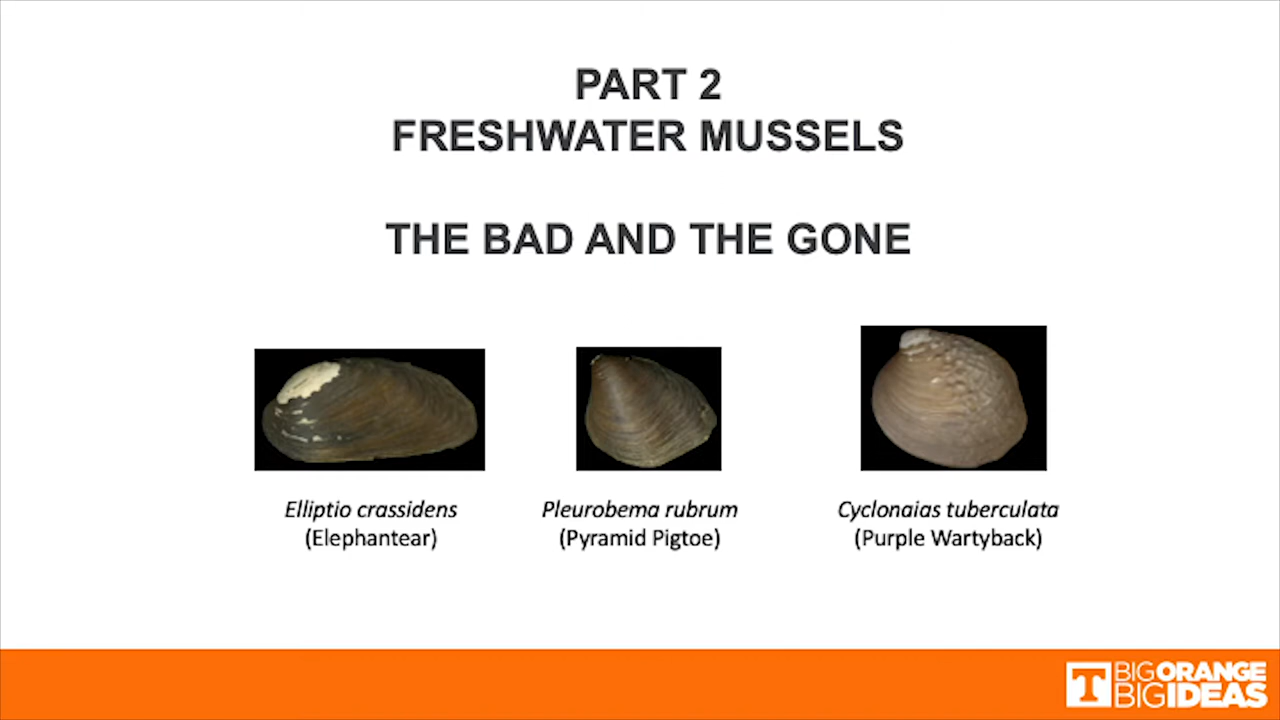 PART 2
FRESHWATER MUSSELS
THE BAD AND THE GONE
Elliptio crassidens
(Elephantear)
Pleurobema rubrum
(Pyramid Pigtoe)
Cyclonaias tuberculata
(Purple Wartyback)
T BIG ORANGE
BIG IDEAS